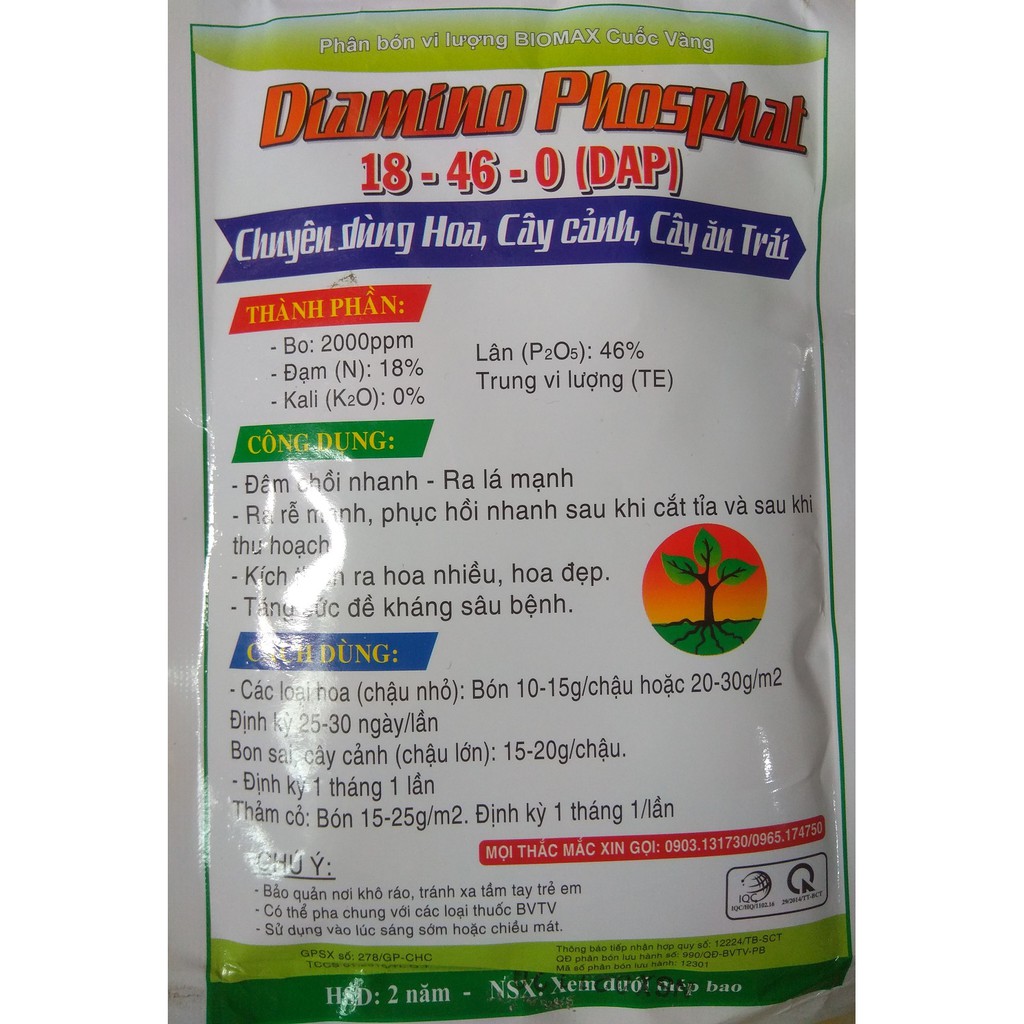 Phân bón vi lượng BIOMAX Cuốc Vàng
Diamino Phosphat
18 - 46 - 0 (DAP)
Chuyên dùng Hoa, Cây cảnh, Cây ăn Trái
THÀNH PHẦN:
- Bo: 2000ppm
- Đạm (N): 18%
- Kali (K2O): 0%
Lân (P2O5): 46%
Trung vi lượng (TE)
CÔNG DỤNG:
- Đâm chồi nhanh - Ra lá mạnh
- Ra rễ mạnh, phục hồi nhanh sau khi cắt tỉa và sau khi
thu hoạch
- Kích thích ra hoa nhiều, hoa đẹp.
- Tăng sức đề kháng sâu bệnh.
CÁCH DÙNG:
- Các loại hoa (chậu nhỏ): Bón 10-15g/chậu hoặc 20-30g/m2
Định kỳ 25-30 ngày/lần
Bon sai, cây cảnh (chậu lớn): 15-20g/chậu.
- Định kỳ 1 tháng 1 lần
Thảm cỏ: Bón 15-25g/m2. Định kỳ 1 tháng 1/lần
MỌI THẮC MẮC XIN GỌI: 0903.131730/0965.174750
CHÚ Ý:
- Bảo quản nơi khô ráo, tránh xa tầm tay trẻ em
- Có thể pha chung với các loại thuốc BVTV
- Sử dụng vào lúc sáng sớm hoặc chiều mát.
IQC
IQC/HQ/1102.16
29/2014/TT-BCT
GPSX số: 278/GP-CHC
Thông báo tiếp nhận hợp quy số: 12224/TB-SCT
QĐ phân bón lưu hành số: 990/QĐ-BVTV-PB
Mã số phân bón lưu hành: 12301
HSD: 2 năm - NSX: Xem dưới mép bao